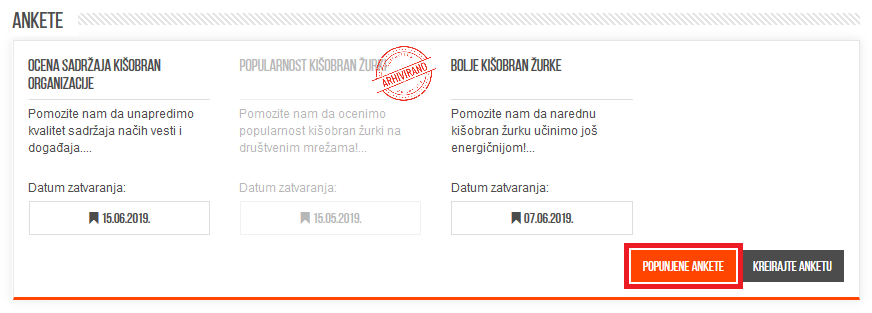 ANKETE
OCENA SADRŽAJA KIŠOBRAN
ORGANIZACIJE
Pomozite nam da unapredimo
kvalitet sadržaja načih vesti i
događaja....
Datum zatvaranja:
15.06.2019.
POPULARNOST KIŠOBRAN ŽURKI
ARHIVIRANO
Pomozite nam da ocenimo
popularnost kišobran žurki na
društvenim mrežama!...
Datum zatvaranja:
15.05.2019.
BOLJE KIŠOBRAN ŽURKE
Pomozite nam da narednu
kišobran žurku učinimo još
energičnijom!...
Datum zatvaranja:
07.06.2019.
POPUNJENE ANKETE
KREIRAJTE ANKETU